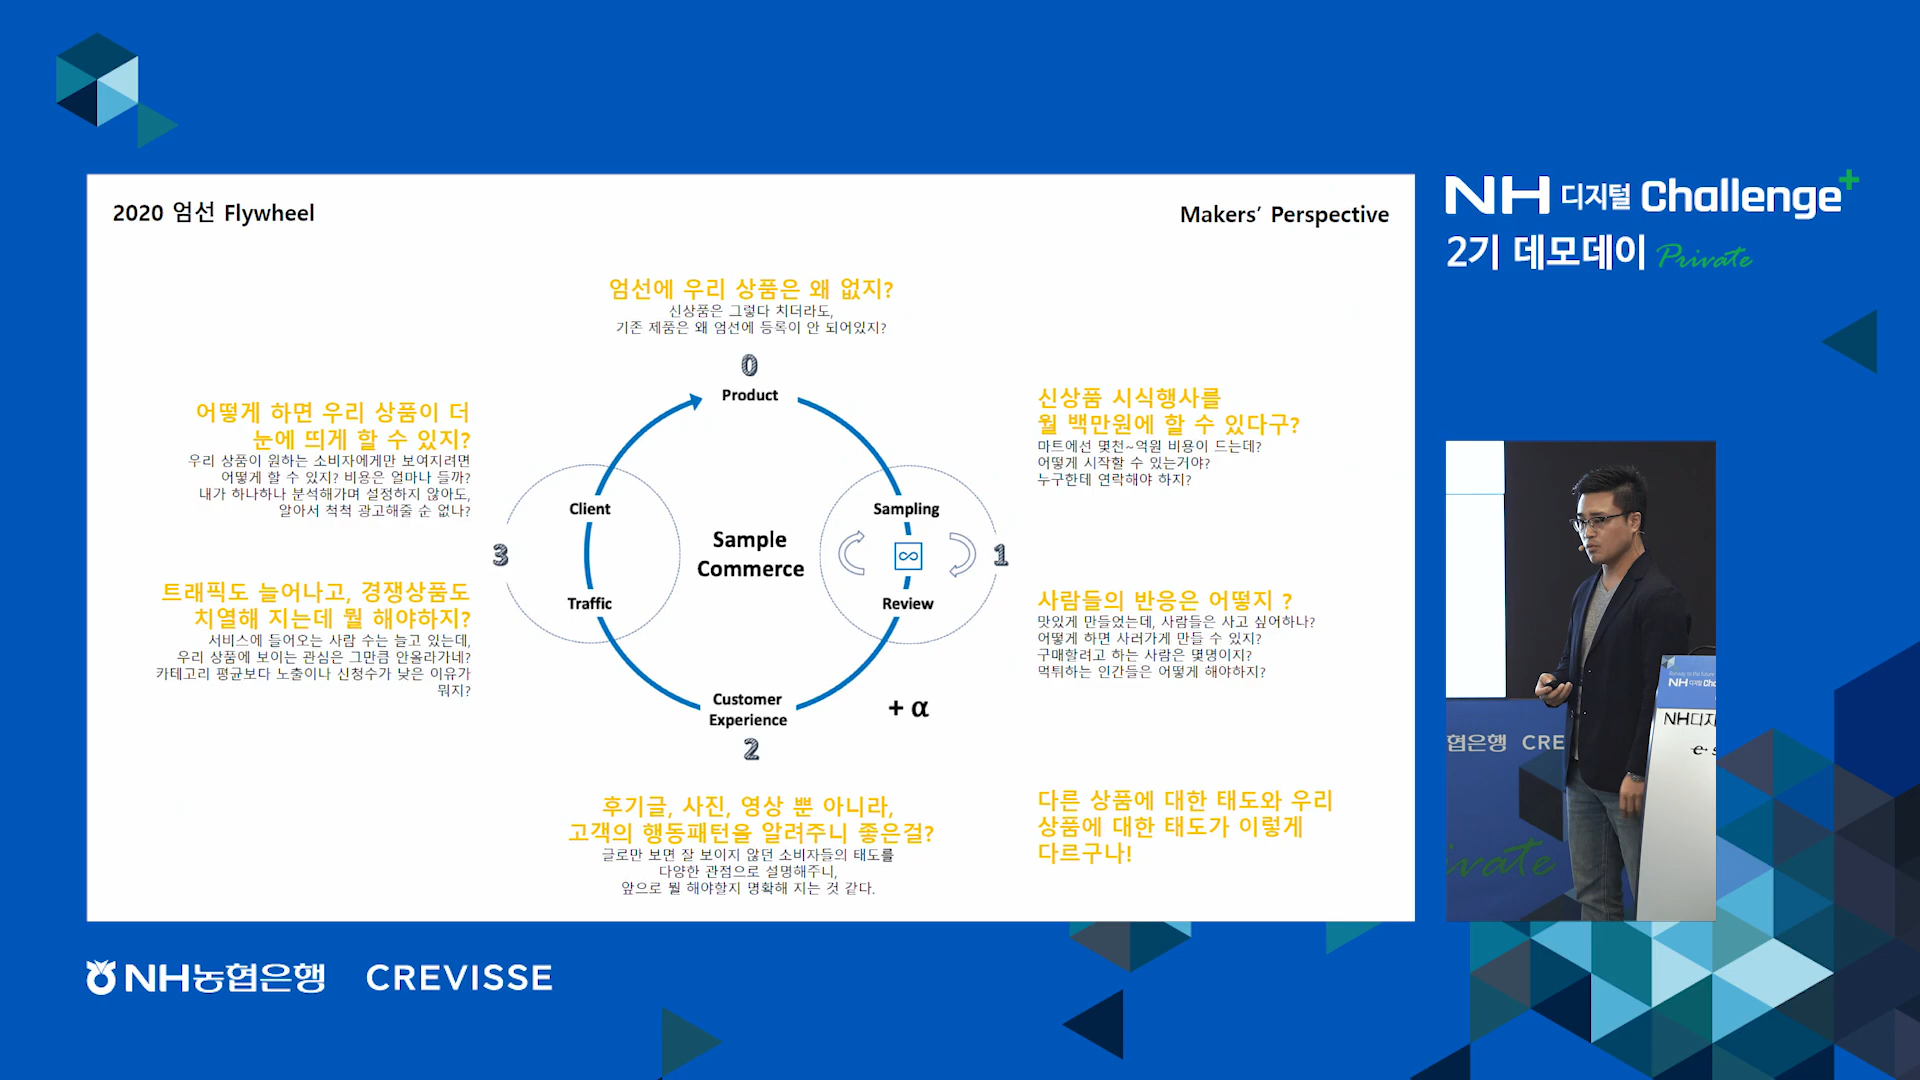 2020 엄선 Flywheel
Makers’ Perspective
엄선에 우리 상품은 왜 없지?
신상품은 그렇다 치더라도,
기존 제품은 왜 엄선에 등록이 안 되어있지?
0
Product
어떻게 하면 우리 상품이 더
눈에 띄게 할 수 있지?
우리 상품이 원하는 소비자에게만 보여지려면
어떻게 할 수 있지? 비용은 얼마나 들까?
내가 하나하나 분석해가며 설정하지 않아도,
알아서 척척 광고해줄 순 없나?
신상품 시식행사를
월 백만원에 할 수 있다구?
마트에선 몇천~억원 비용이 드는데?
어떻게 시작할 수 있는거야?
누구한데 연락해야 하지?
Client
Sampling
Sample
Commerce
3
1
Traffic
Review
트래픽도 늘어나고, 경쟁상품도
치열해 지는데 뭘 해야하지?
서비스에 들어오는 사람 수는 늘고 있는데,
우리 상품에 보이는 관심은 그만큼 안올라가네?
카테고리 평균보다 노출이나 신청수가 낮은 이유가
뭐지?
사람들의 반응은 어떻지 ?
맛있게 만들었는데, 사람들은 사고 싶어하나?
어떻게 하면 사러가게 만들 수 있지?
구매할려고 하는 사람은 몇명이지?
먹튀하는 인간들은 어떻게 해야하지?
Customer
Experience
2
+ α
후기글, 사진, 영상 뿐 아니라,
고객의 행동패턴을 알려주니 좋은걸?
글로만 보면 잘 보이지 않던 소비자들의 태도를
다양한 관점으로 설명해주니,
앞으로 뭘 해야할지 명확해 지는 것 같다.
다른 상품에 대한 태도와 우리
상품에 대한 태도가 이렇게
다르구나!
NH 디지털 Challenge+
2기 데모데이 Private
NH디지털 Cha
NH디지
협은행 CRE
ivate
NH농협은행 CREVISSE